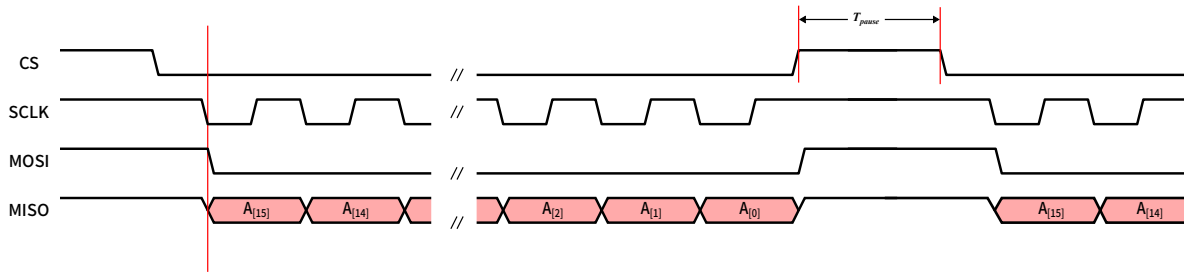 T_pause
CS //
SCLK //
MOSI //
MISO A[15] A[14] // A[2] A[1] A[0] A[15] A[14]